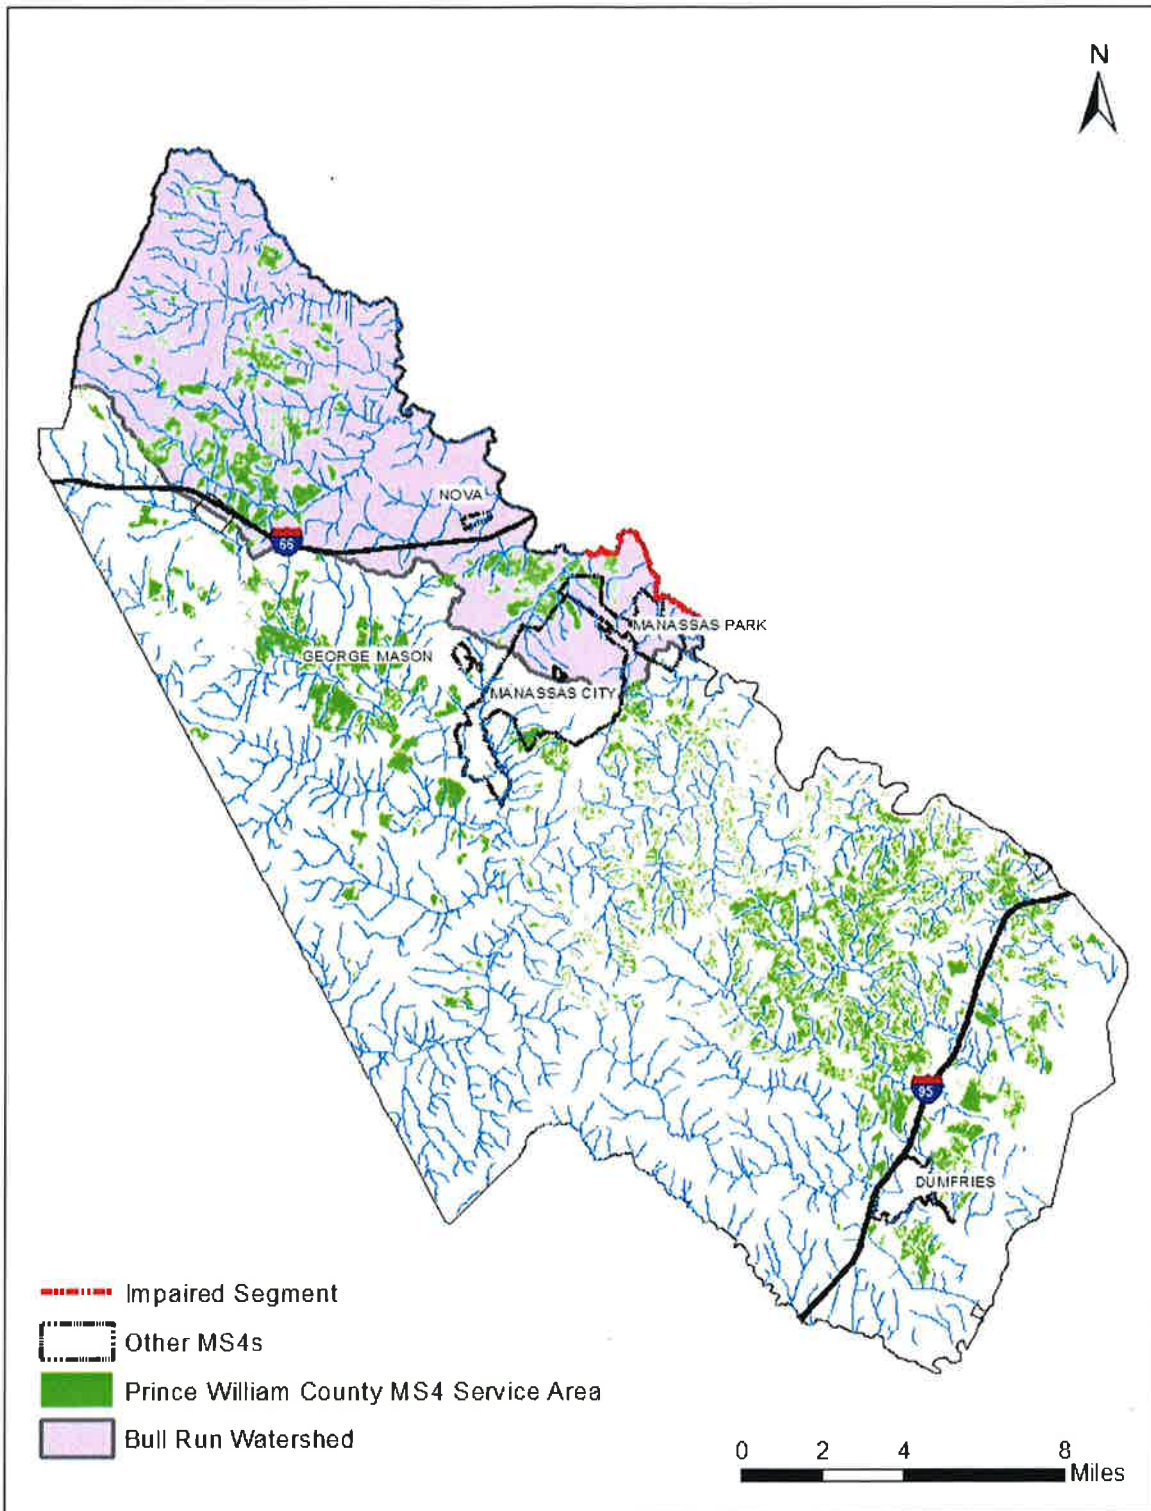 N
NOVA
66
MANASSAS PARK
GEORGE MASON
MANASSAS CITY
95
DUMFRIES
Impaired Segment
Other MS4s
Prince William County MS4 Service Area
Bull Run Watershed
0 2 4 8
Miles